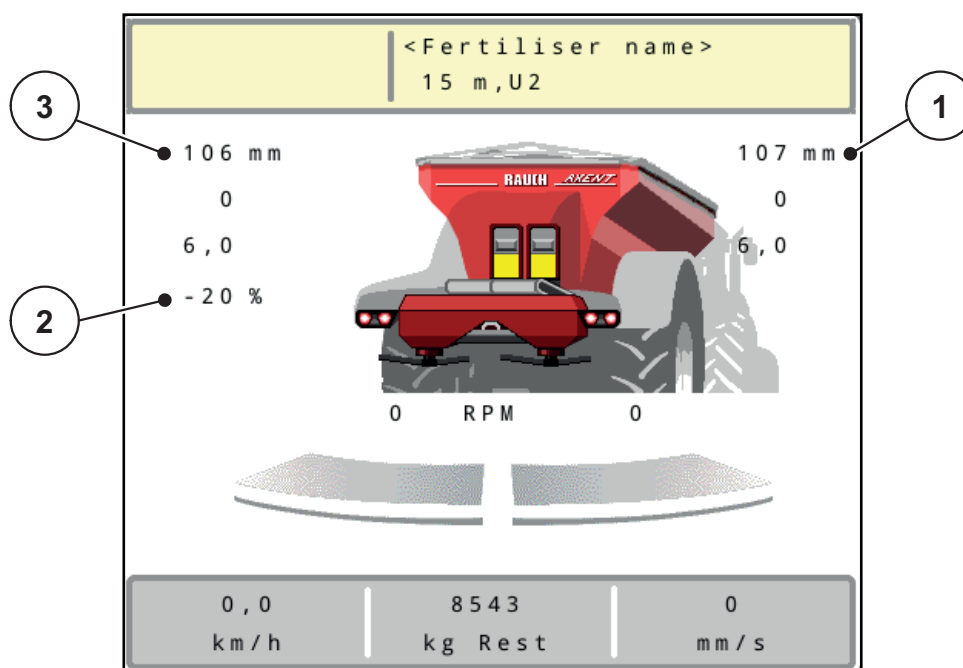 <Fertiliser name>
15 m,U2
3
1
106 mm
107 mm
RAUCH AXENT
0
0
6,0
6,0
2
-20 %
0 RPM 0
0,0
8543
0
km/h
kg Rest
mm/s